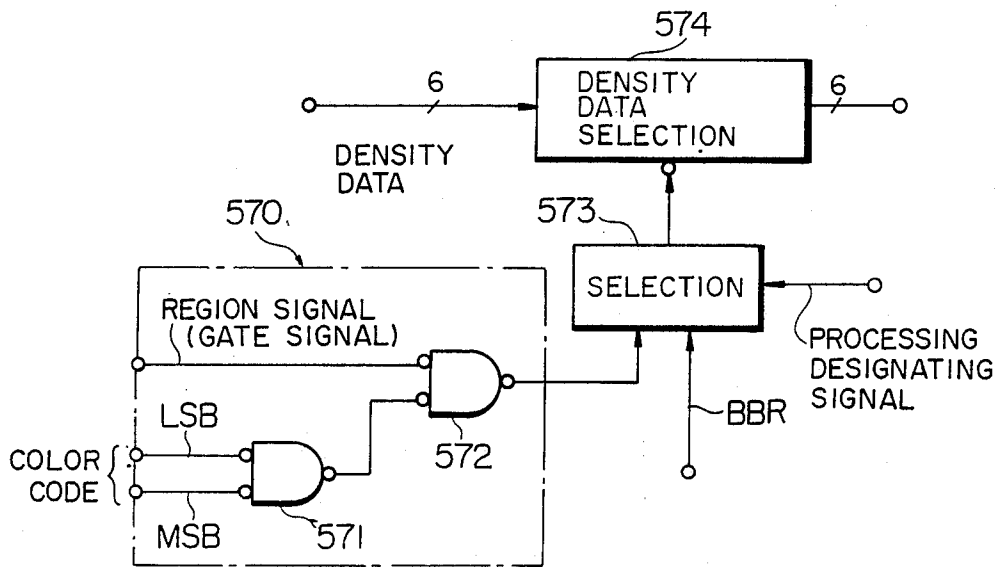 574
6
DENSITY
DATA
SELECTION
6
DENSITY
DATA
573
570
SELECTION
REGION SIGNAL
(GATE SIGNAL)
PROCESSING
DESIGNATING
SIGNAL
BBR
LSB
572
COLOR
CODE
MSB
571